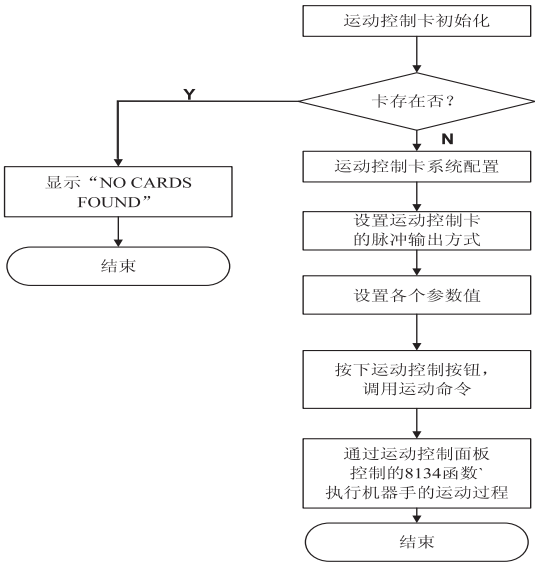 运动控制卡初始化
卡存在否？
Y
N
显示“NO CARDS
FOUND”
结束
运动控制卡系统配置
设置运动控制卡
的脉冲输出方式
设置各个参数值
按下运动控制按钮，
调用运动命令
通过运动控制面板
控制的8134函数`
执行机器手的运动过程
结束